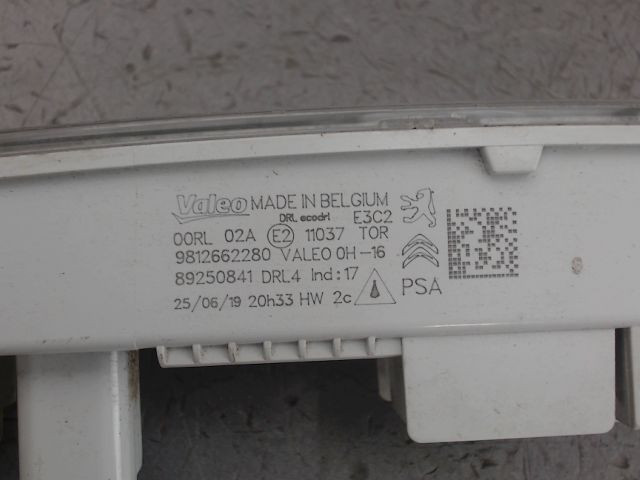 Valeo MADE IN BELGIUM
DRL ecodrl E3C2
00RL 02A E2 11037 TOR
9812662280 VALEO 0H-16
89250841 DRL4 Ind:17
25/06/19 20h33 HW 2c PSA